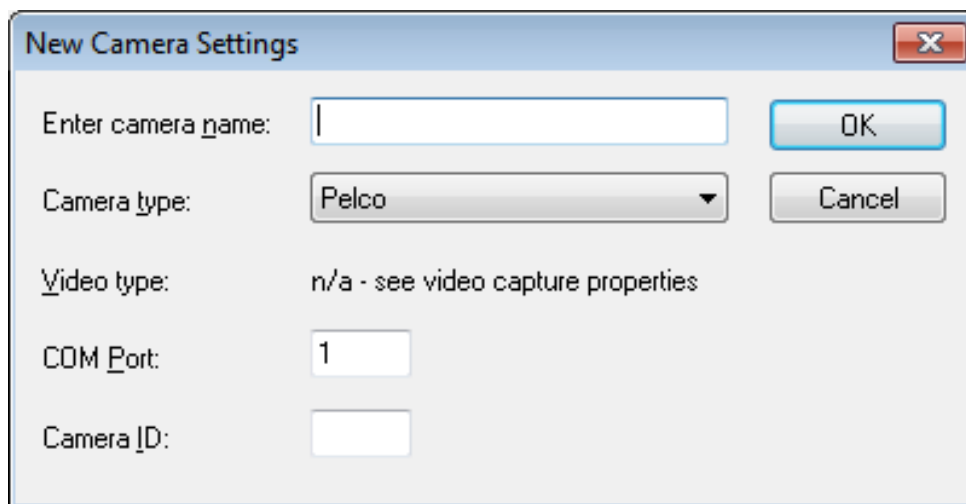 New Camera Settings
Enter camera name:
OK
Camera type: Pelco
Cancel
Video type: n/a - see video capture properties
COM Port: 1
Camera ID: